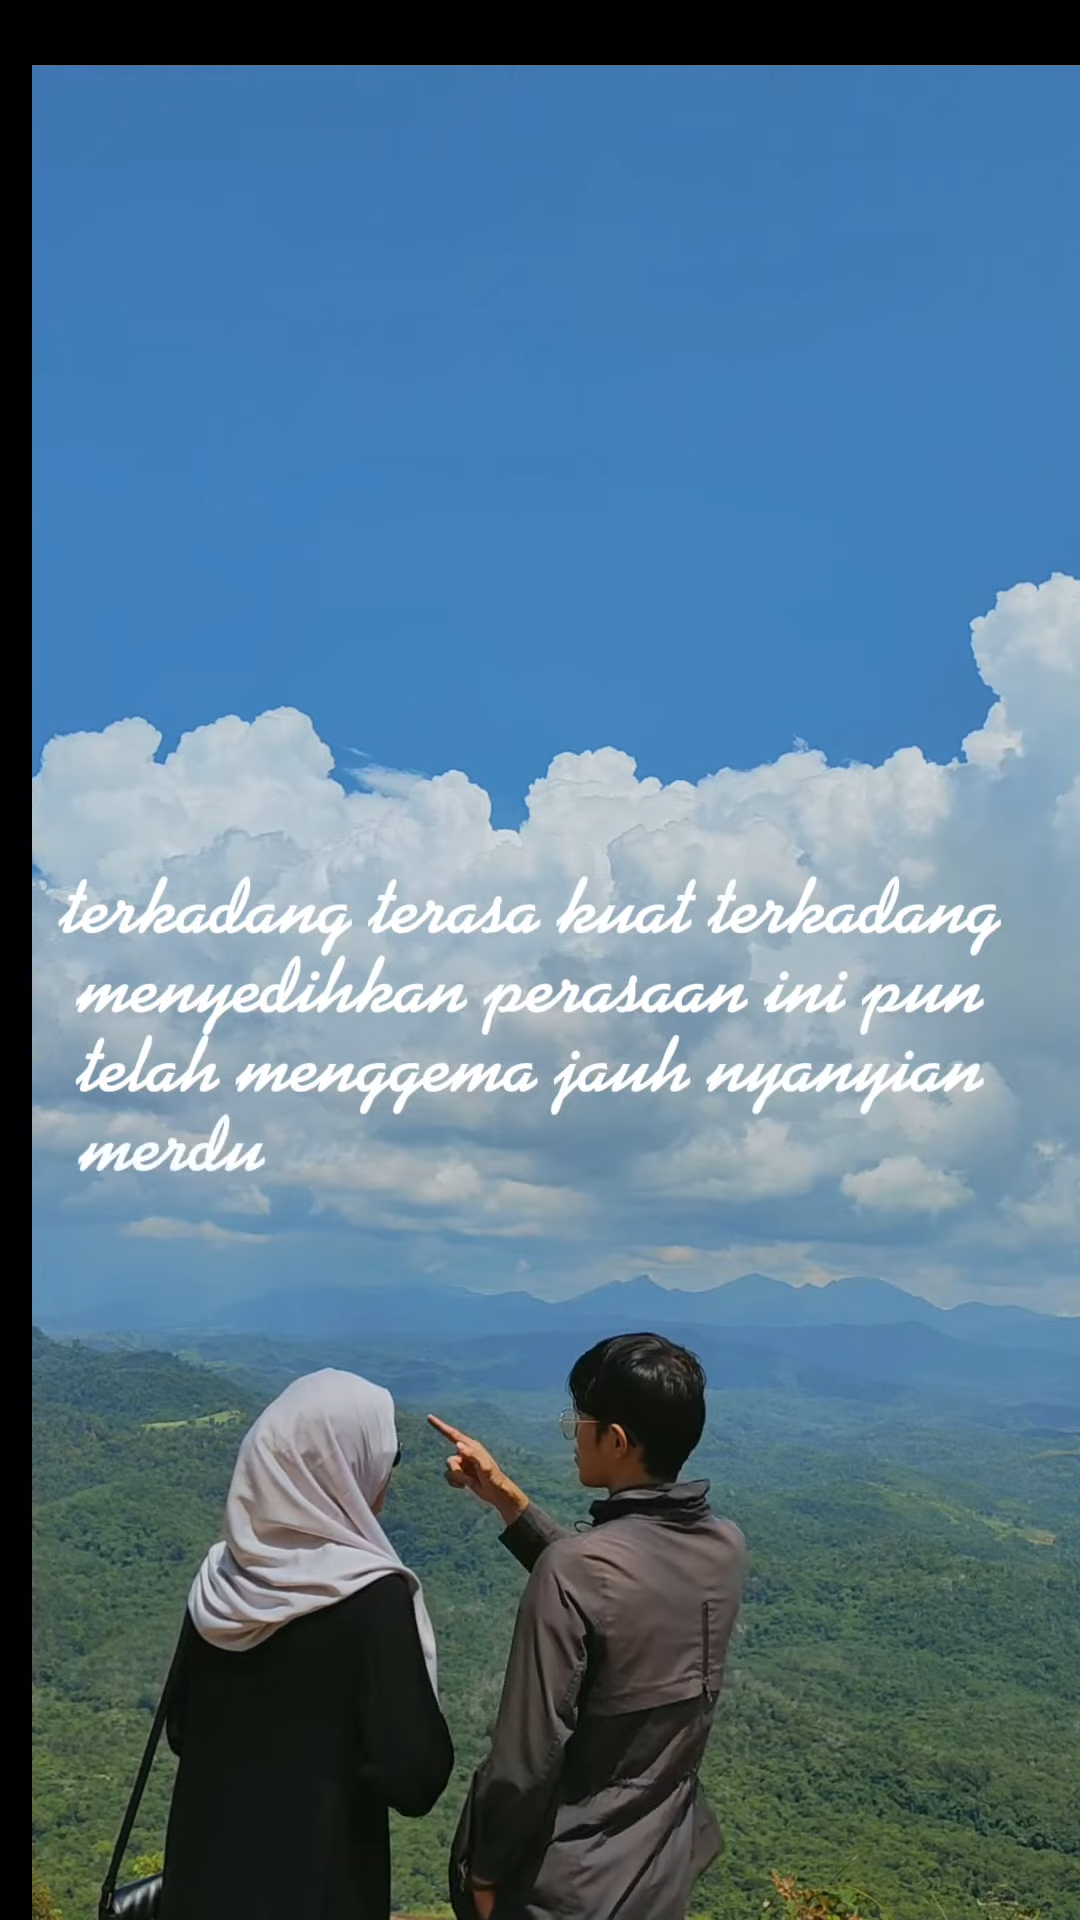 terkadang terasa kuat terkadang
menyedihkan perasaan ini pun
telah menggema jauh nyanyian
merdu